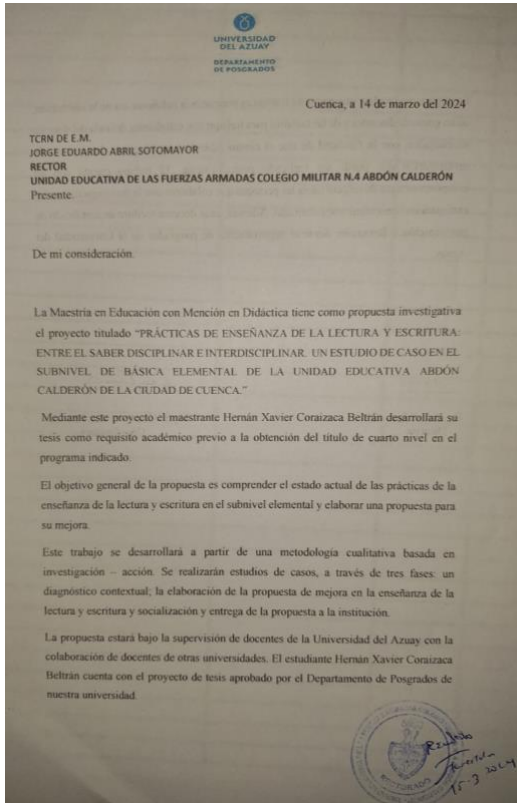 UNIVERSIDAD
DEL AZUAY
DEPARTAMENTO
DE POSGRADOS
Cuenca, a 14 de marzo del 2024
TCRN DE E.M.
JORGE EDUARDO ABRIL SOTOMAYOR
RECTOR
UNIDAD EDUCATIVA DE LAS FUERZAS ARMADAS COLEGIO MILITAR N.4 ABDÓN CALDERÓN
Presente.
De mi consideración
La Maestría en Educación con Mención en Didáctica tiene como propuesta investigativa
el proyecto titulado “PRÁCTICAS DE ENSEÑANZA DE LA LECTURA Y ESCRITURA:
ENTRE EL SABER DISCIPLINAR E INTERDISCIPLINAR. UN ESTUDIO DE CASO EN EL
SUBNIVEL DE BÁSICA ELEMENTAL DE LA UNIDAD EDUCATIVA ABDÓN
CALDERÓN DE LA CIUDAD DE CUENCA.”
Mediante este proyecto el maestrante Hernán Xavier Coraizaca Beltrán desarrollará su
tesis como requisito académico previo a la obtención del título de cuarto nivel en el
programa indicado.
El objetivo general de la propuesta es comprender el estado actual de las prácticas de la
enseñanza de la lectura y escritura en el subnivel elemental y elaborar una propuesta para
su mejora.
Este trabajo se desarrollará a partir de una metodología cualitativa basada en
investigación – acción. Se realizarán estudios de casos, a través de tres fases: un
diagnóstico contextual; la elaboración de la propuesta de mejora en la enseñanza de la
lectura y escritura y socialización y entrega de la propuesta a la institución.
La propuesta estará bajo la supervisión de docentes de la Universidad del Azuay con la
colaboración de docentes de otras universidades. El estudiante Hernán Xavier Coraizaca
Beltrán cuenta con el proyecto de tesis aprobado por el Departamento de Posgrados de
nuestra universidad.
RECTORADO
15-3 2024